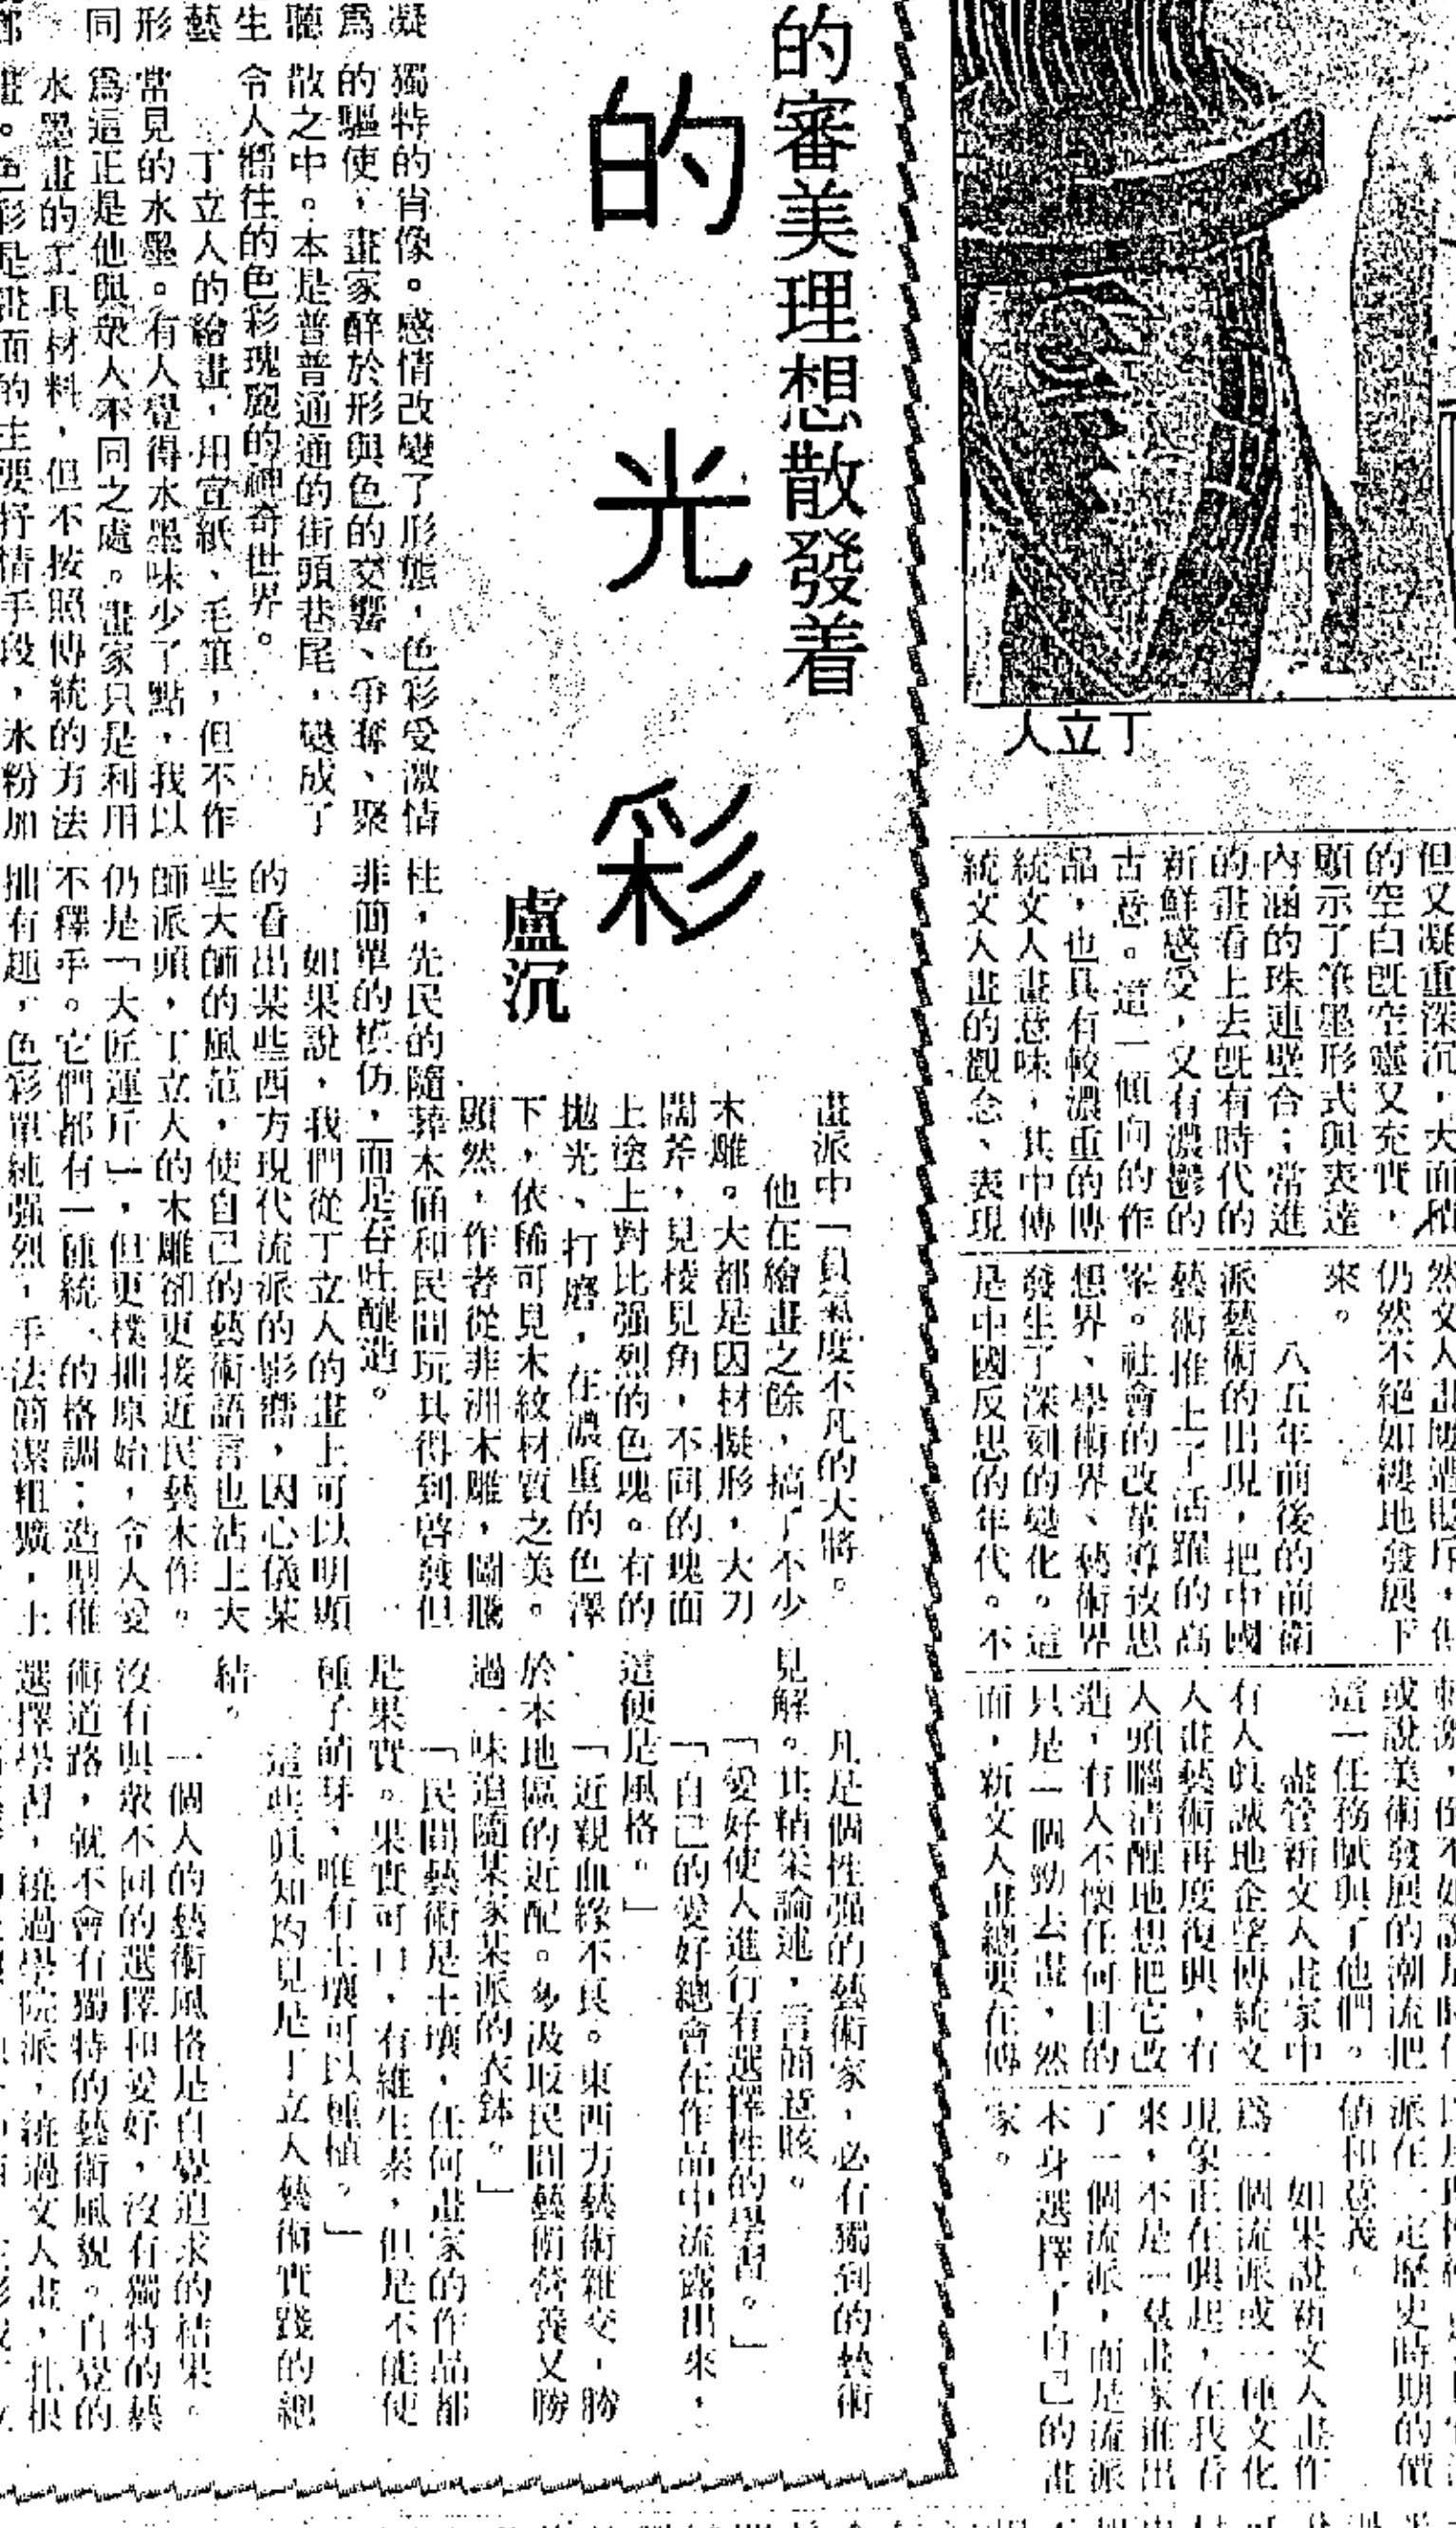 的審美理想散發着
的光彩
盧沉
丁立人
但又凝重深沉，大面積
的空白既空靈又充實，
顯示了筆墨形式與表達
內涵的珠連壁合；常進
的畫看上去既有時代的
新鮮感受，又有濃鬱的
古意。這一傾向的作
品，也具有較濃重的傳
統文人畫意味，其中傳
統文人畫的觀念、表現
仍然不絕如縷地發展下
來。
八五年前後的前衛
派藝術的出現，把中國
藝術推上了活躍的高
峯。社會的改革導致思
想界、學術界、藝術界
發生了深刻的變化。這
是中國反思的年代。不
或說美術發展的潮流把
這一任務賦與了他們。
盡管新文人畫家中
有人眞誠地企望傳統文
人畫藝術再度復興，有
人頭腦清醒地想把它改
造，有人不懷任何目的
只是一個勁去畫，然
而，新文人畫總要在傳
派在一定歷史時期的價
値和意義。
如果說新文人畫作
爲一個流派或一種文化
現象正在興起，在我看
來，不是一羣畫家進出
了一個流派，而是流派
本身選擇了自己的畫
家。
凝
爲
聽
生
藝
形
同
獨特的肖像。感情改變了形態，色彩受激情
的驅使，畫家醉於形與色的交響、爭奪、聚
散之中。本是普普通通的街頭巷尾，變成了
令人嚮往的色彩瑰麗的神奇世界。
丁立人的繪畫，用宣紙、毛筆，但不作
常見的水墨。有人覺得水墨味少了點，我以
爲這正是他與眾人不同之處。畫家只是利用
水墨畫的工具材料，但不按照傳統的方法
畫。色彩是畫面的主要抒情手段，水粉加
畫派中「負氣度不凡的大將。
他在繪畫之餘，搞了不少
木雕。大都是因材擬形，大刀
闊斧，見棱見角，不同的塊面
上塗上對比强烈的色塊。有的
拋光、打磨，在濃重的色澤
下，依稀可見木紋材質之美。
顯然，作者從非洲木雕，圖騰
柱，先民的隨葬木俑和民間玩具得到啓發但
非簡單的模仿，而是吞吐釀造。
如果說，我們從丁立人的畫上可以明顯
的看出某些西方現代流派的影響，因心儀某
些大師的風范，使自己的藝術語言也沾上大
師派頭，丁立人的木雕卻更接近民藝木作。
仍是「大匠運斤」，但更樸拙原始，令人愛
不釋手。它們都有一種統一的格調：造型稚
拙有趣，色彩單純强烈，手法簡潔粗獷，土
凡是個性强的藝術家，必有獨到的藝術
見解。其精采論述，言簡意賅。
「愛好使人進行有選擇性的學習。」
「自己的愛好總會在作品中流露出來，
這便是風格。」
「近親血緣不良。東西方藝術雜交，勝
於本地區的近配。多汲取民間藝術營養又勝
過一味追隨某家某派的衣鉢。」
「民間藝術是土壤，任何畫家的作品都
是果實。果實可口，有維生素，但是不能使
種子萌芽，唯有土壤可以種植。」
這些眞知灼見是丁立人藝術實踐的總
結。
一個人的藝術風格是自覺追求的結果。
沒有與眾不同的選擇和愛好，沒有獨特的藝
術道路，就不會有獨特的藝術風貌。自覺的
選擇學習，繞過學院派，繞過文人畫，扎根